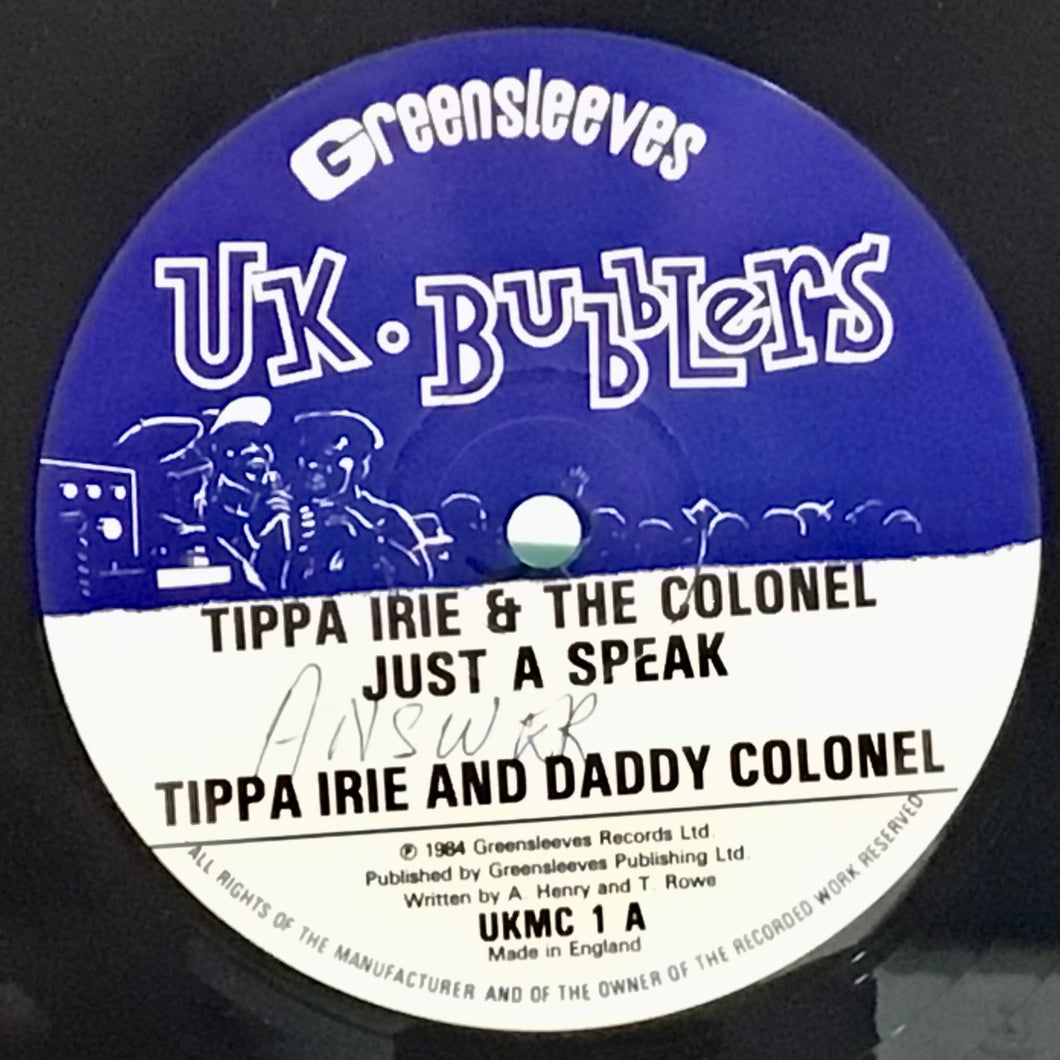 Greensleeves
UK. Bubblers
TIPPA IRIE & THE COLONEL
JUST A SPEAK
ANSWER
TIPPA IRIE AND DADDY COLONEL
℗ 1984 Greensleeves Records Ltd.
Published by Greensleeves Publishing Ltd.
Written by A. Henry and T. Rowe
UKMC 1 A
Made in England
ALL RIGHTS OF THE MANUFACTURER AND OF THE OWNER OF THE RECORDED WORK RESERVED